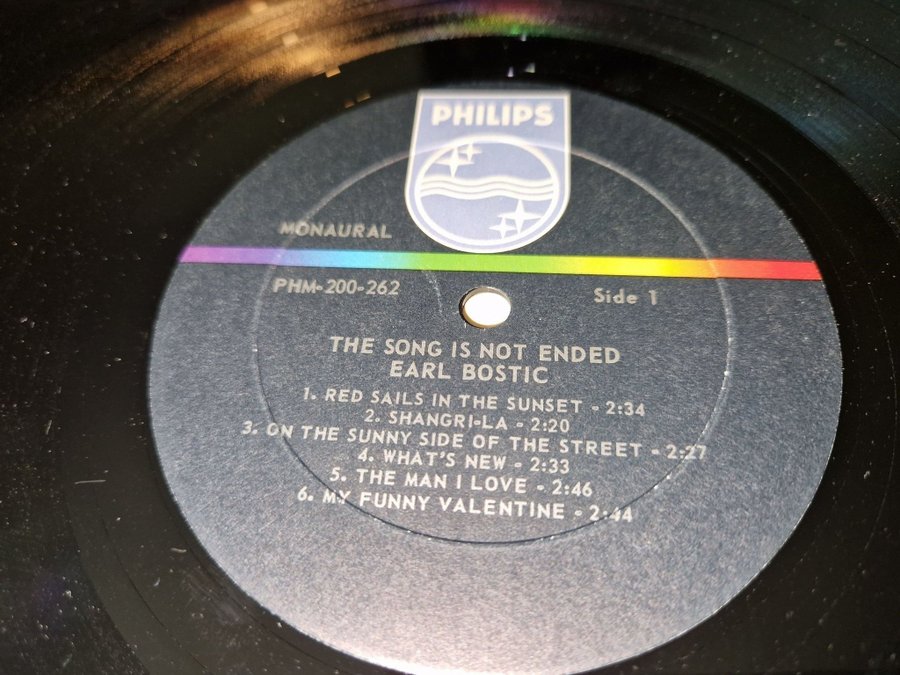 PHILIPS
MONAURAL
PHM-200-262
Side 1
THE SONG IS NOT ENDED
EARL BOSTIC
1. RED SAILS IN THE SUNSET - 2:34
2. SHANGRI-LA - 2:20
3. ON THE SUNNY SIDE OF THE STREET - 2:27
4. WHAT'S NEW - 2:33
5. THE MAN I LOVE - 2:46
6. MY FUNNY VALENTINE - 2:44